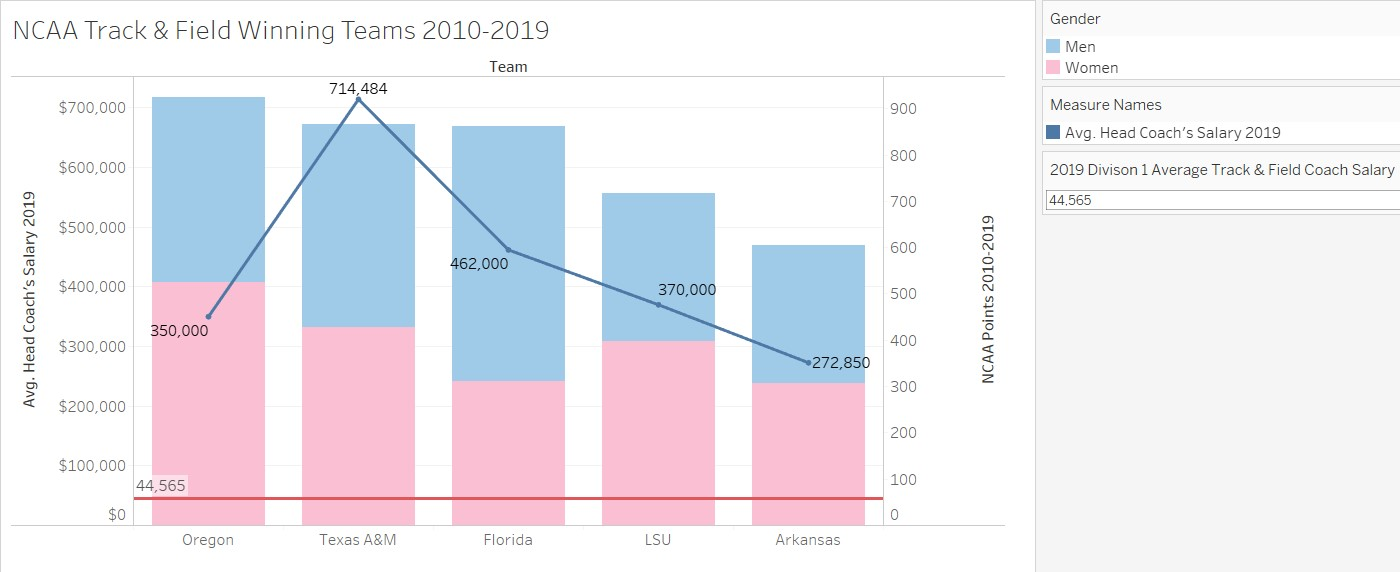 NCAA Track & Field Winning Teams 2010-2019
Team
Avg. Head Coach's Salary 2019
$700,000
$600,000
$500,000
$400,000
$300,000
$200,000
$100,000
$0
714,484
462,000
370,000
350,000
272,850
44,565
900
800
700
600
500
400
300
200
100
0
NCAA Points 2010-2019
Oregon
Texas A&M
Florida
LSU
Arkansas
Gender
Men
Women
Measure Names
Avg. Head Coach's Salary 2019
2019 Divison 1 Average Track & Field Coach Salary
44,565